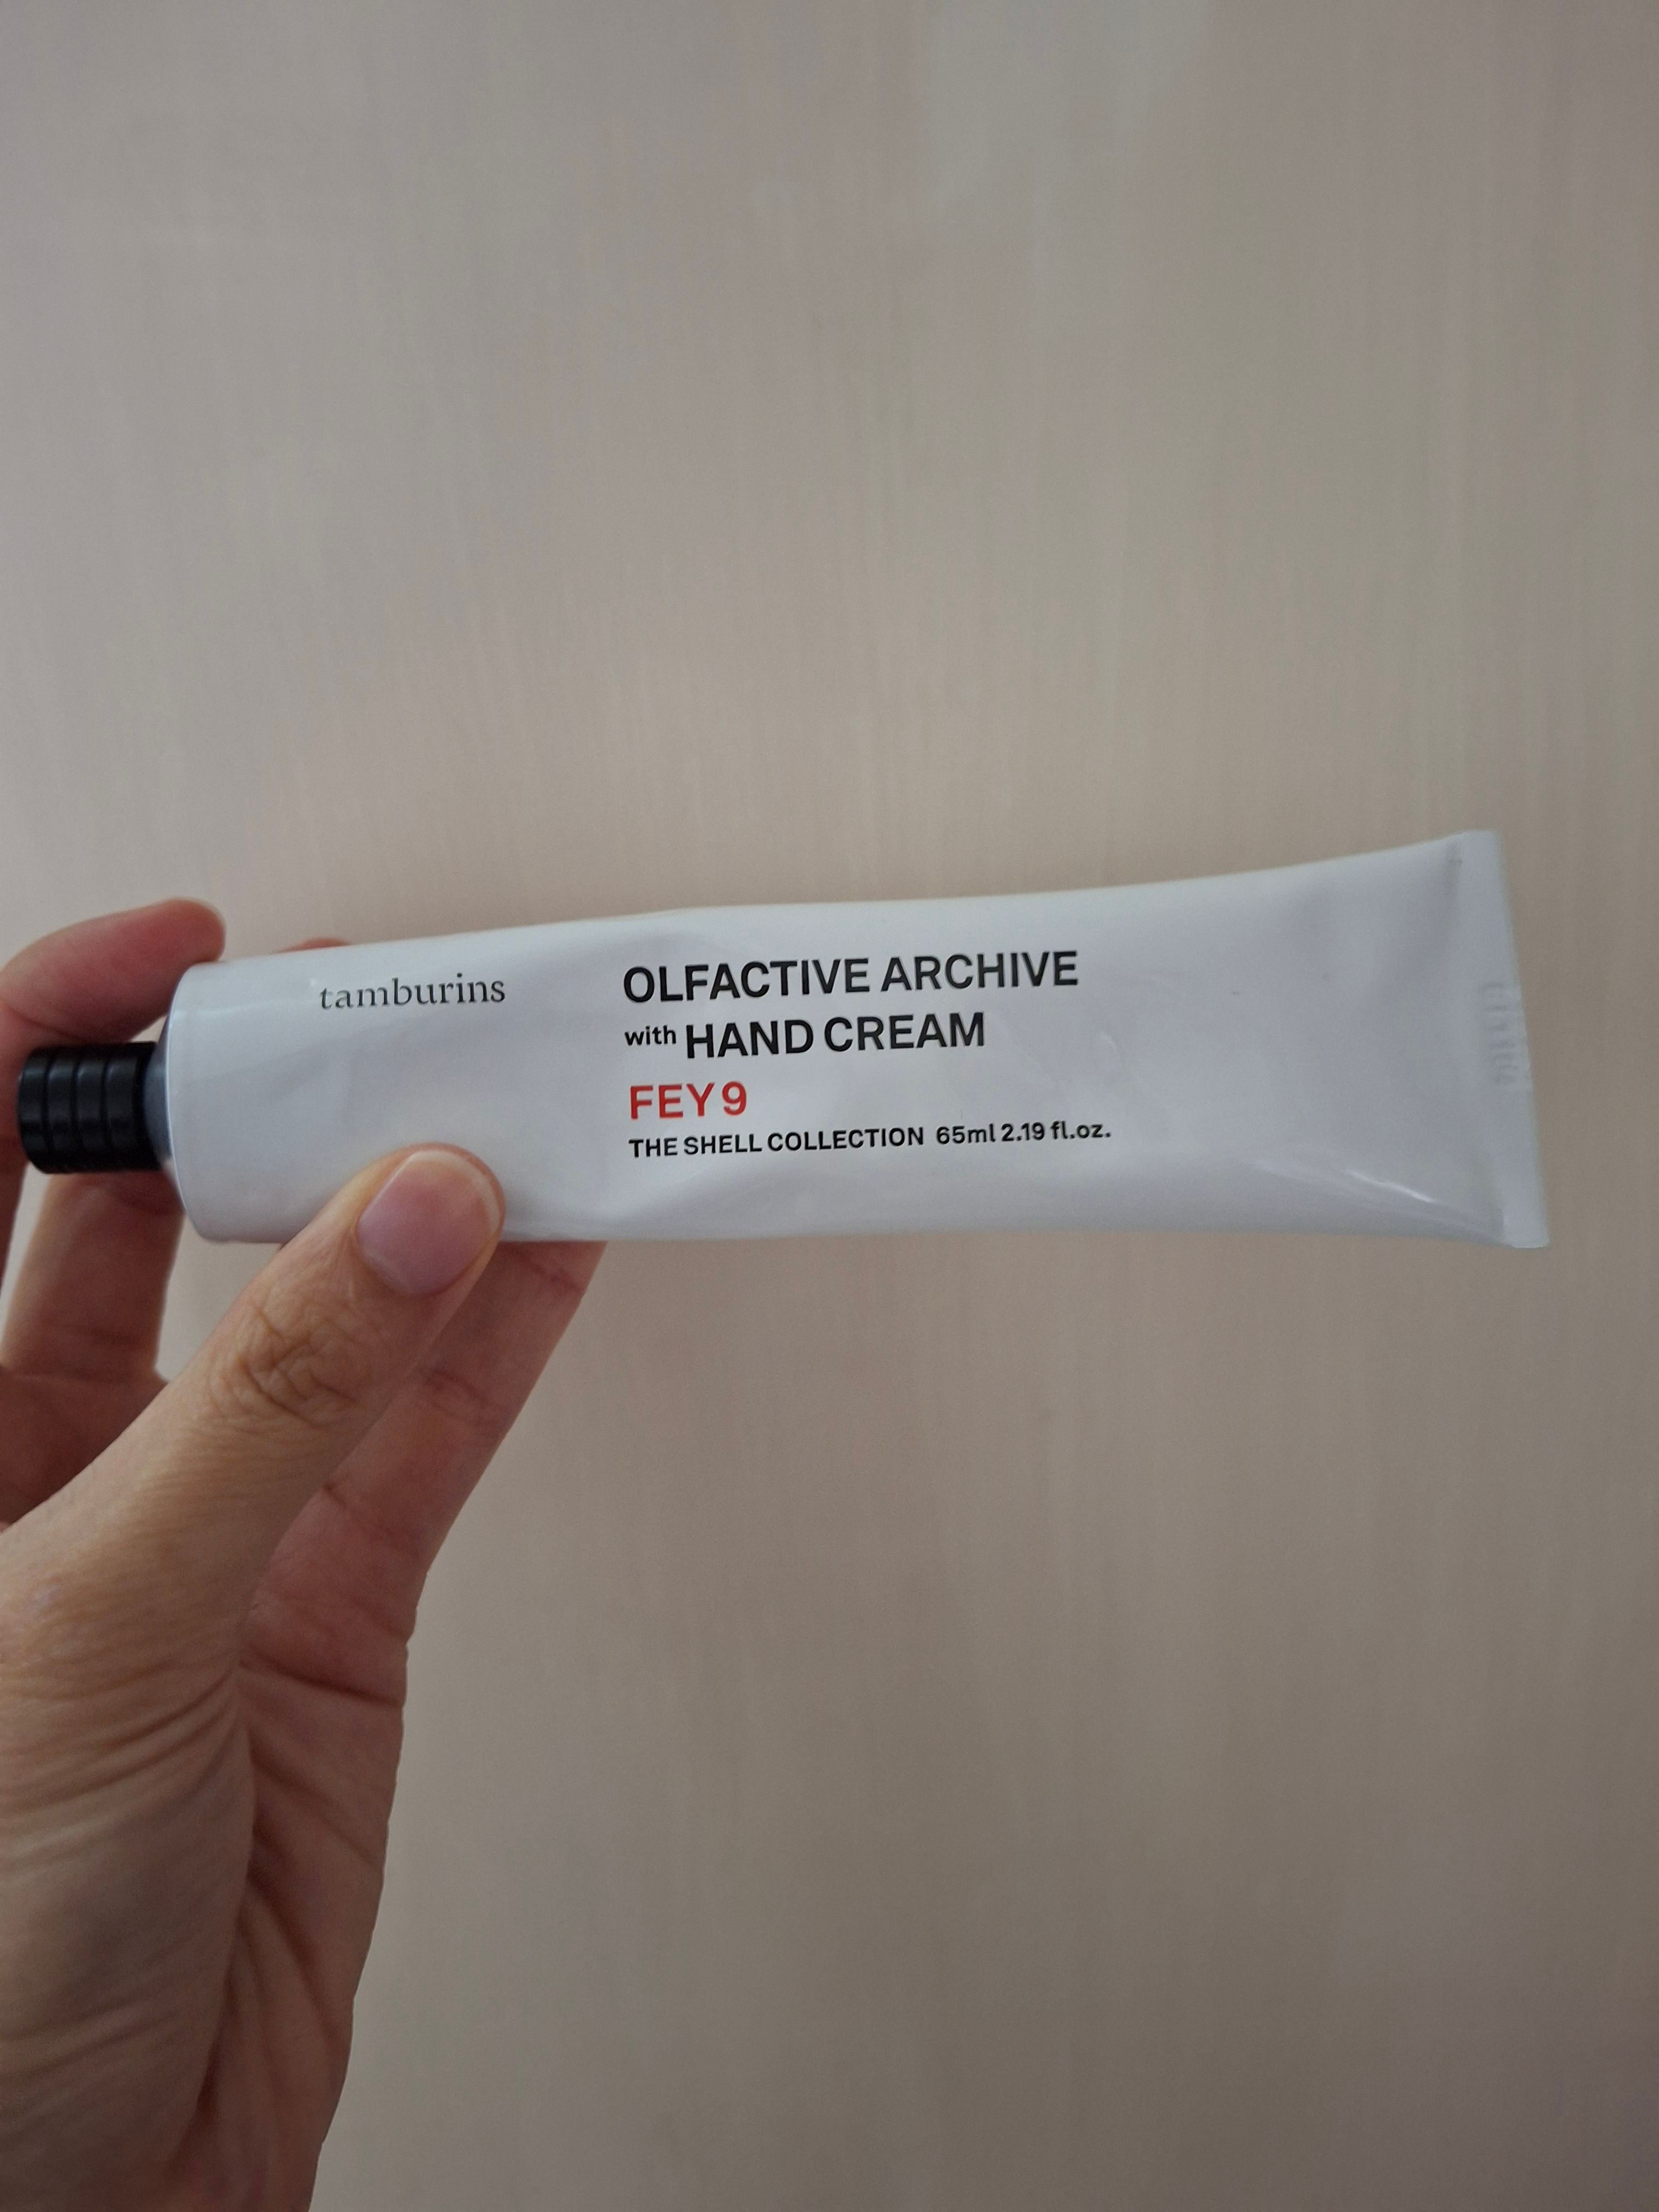 tamburins
OLFACTIVE ARCHIVE
with HAND CREAM
FEY 9
THE SHELL COLLECTION 65ml 2.19 fl.oz.